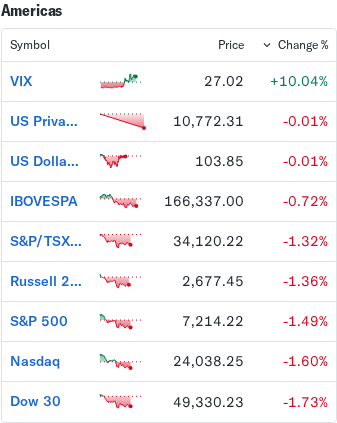 Americas
Symbol Price Change %
VIX 27.02 +10.04%
US Priva... 10,772.31 -0.01%
US Dolla... 103.85 -0.01%
IBOVESPA 166,337.00 -0.72%
S&P/TSX... 34,120.22 -1.32%
Russell 2... 2,677.45 -1.36%
S&P 500 7,214.22 -1.49%
Nasdaq 24,038.25 -1.60%
Dow 30 49,330.23 -1.73%